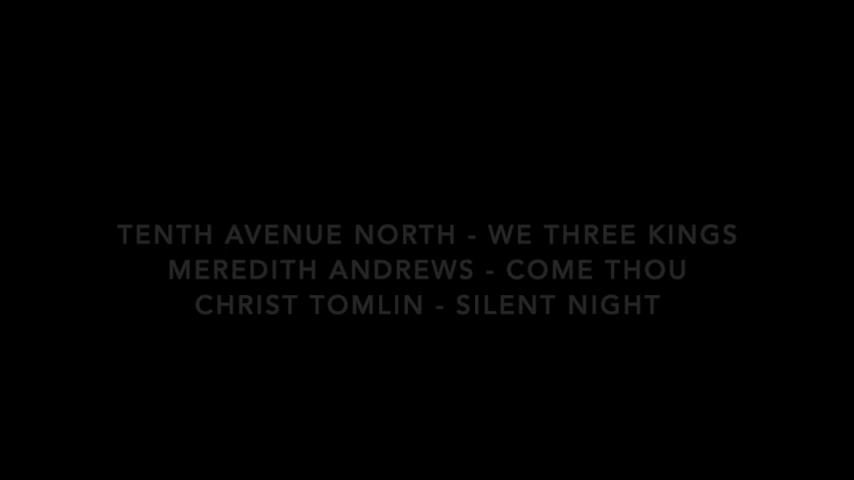 TENTH AVENUE NORTH - WE THREE KINGS
MEREDITH ANDREWS - COME THOU
CHRIST TOMLIN - SILENT NIGHT